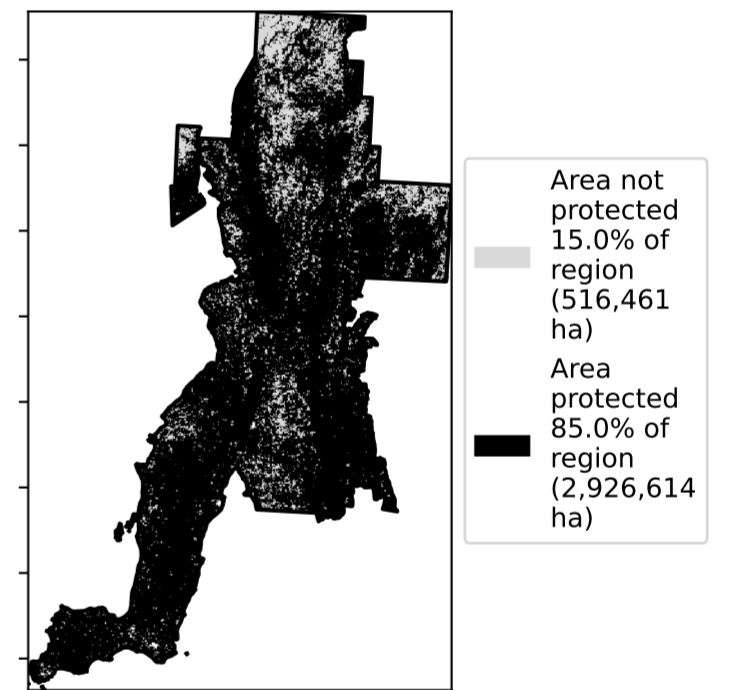 Area not
protected
15.0% of
region
(516,461
ha)
Area
protected
85.0% of
region
(2,926,614
ha)